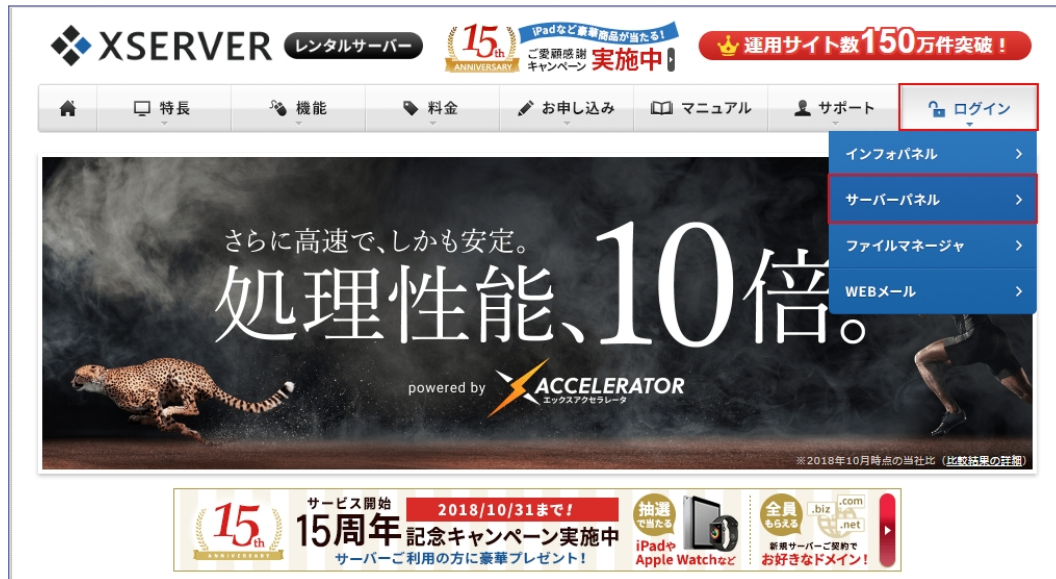 XSERVER レンタルサーバー
15th ANNIVERSARY
iPadなど豪華商品が当たる!
ご愛顧感謝
キャンペーン 実施中
運用サイト数150万件突破!
特長 機能 料金 お申し込み マニュアル サポート ログイン
インフォパネル
サーバーパネル
ファイルマネージャ
WEBメール
さらに高速で、しかも安定。
処理性能、10倍。
powered by XACCELERATOR
エックスアクセラレータ
※2018年10月時点の当社比（比較結果の詳細）
15th
ANNIVERSARY
サービス開始
15周年
2018/10/31まで!
記念キャンペーン実施中
サーバーご利用の方に豪華プレゼント!
抽選
で当たる
iPadや
Apple Watchなど
全員
もらえる
.biz .com .net
新規サーバーご契約で
お好きなドメイン!